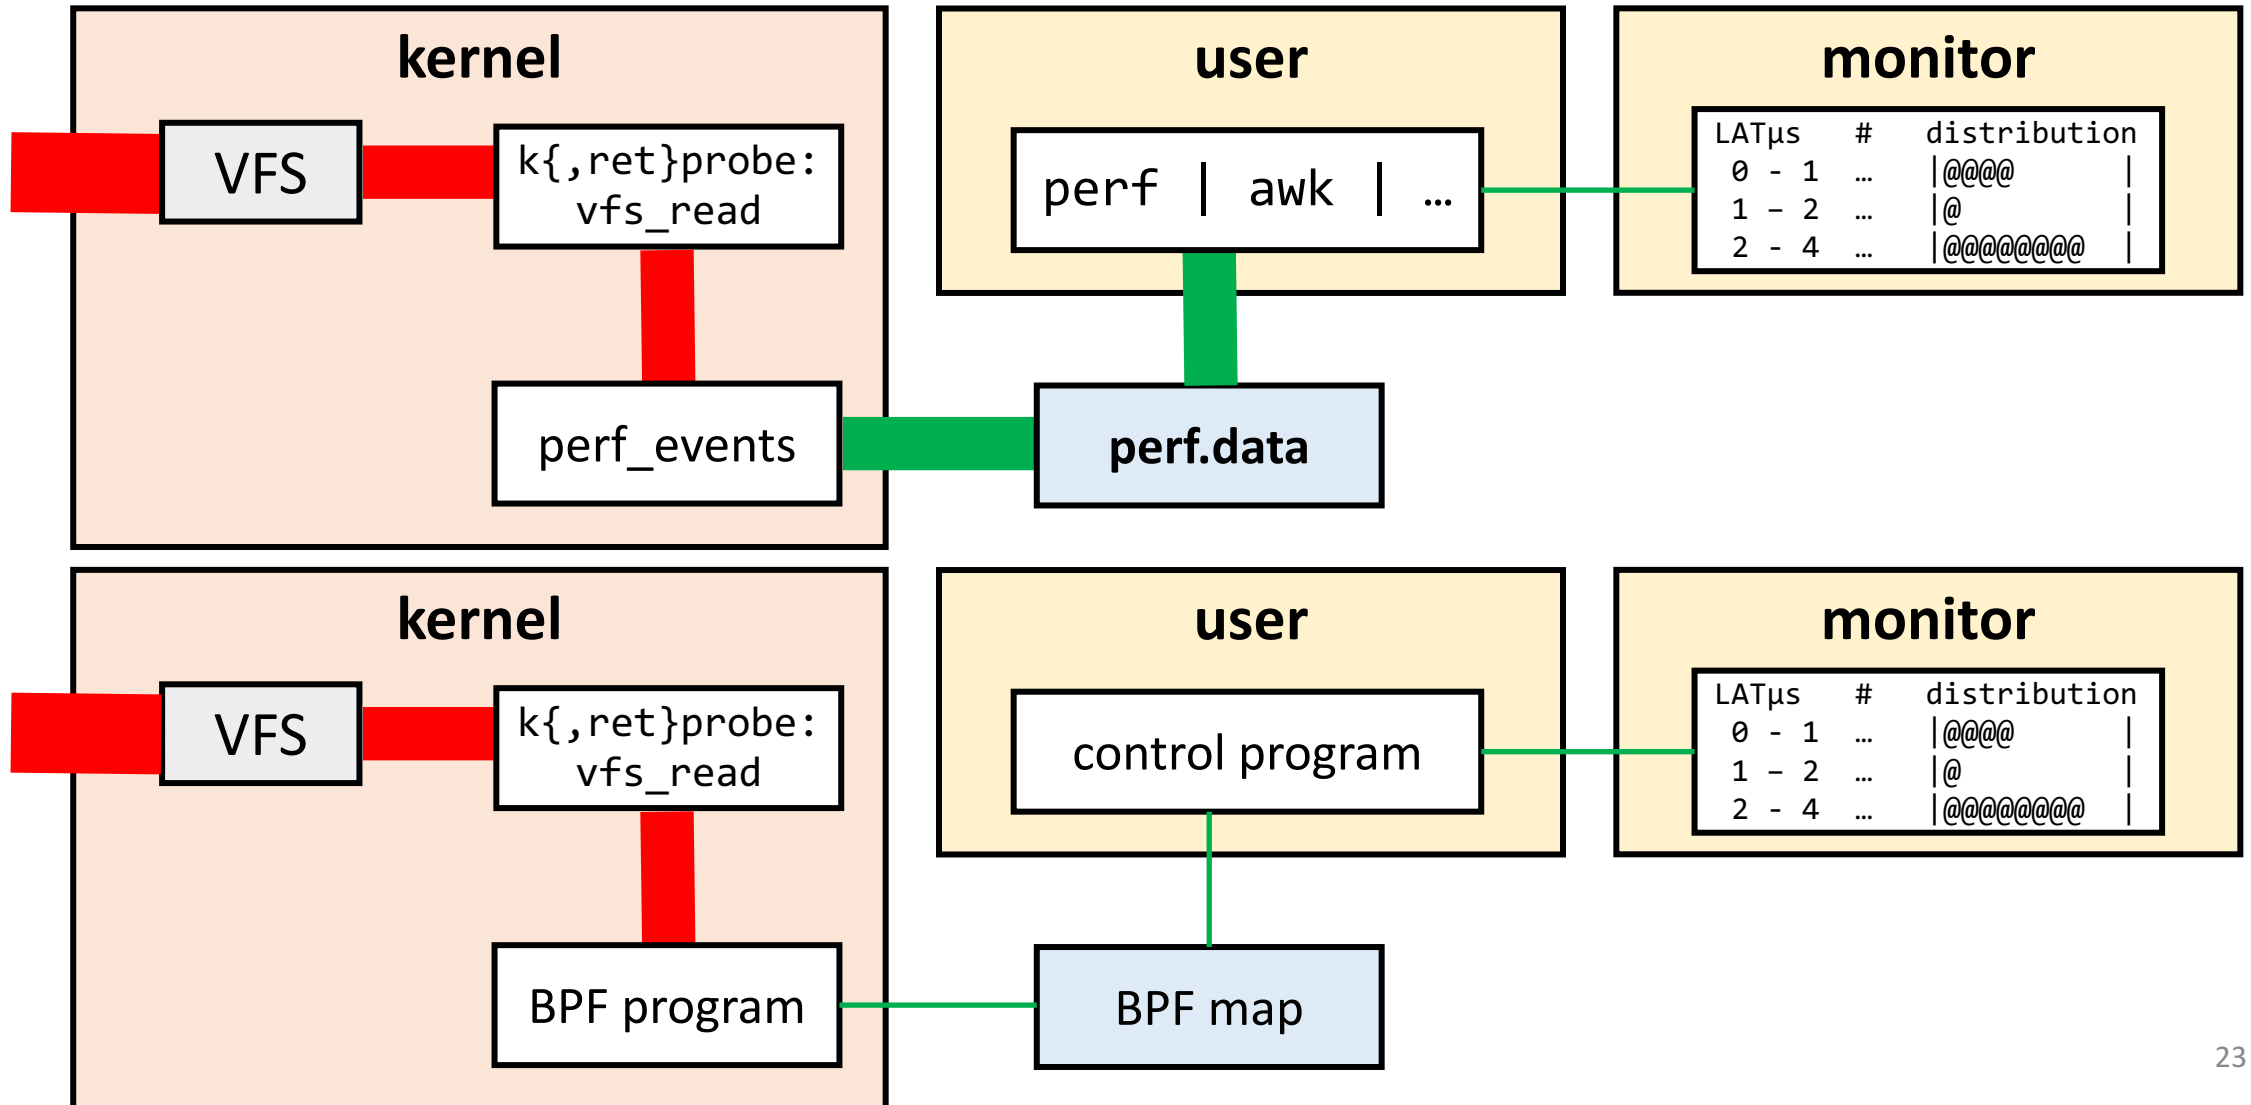 kernel
VFS
k{,ret}probe:
vfs_read
perf_events
user
perf | awk | …
perf.data
monitor
LATμs # distribution
0 - 1 … |@@@@ |
1 – 2 … |@ |
2 - 4 … |@@@@@@@@ |
kernel
VFS
k{,ret}probe:
vfs_read
BPF program
user
control program
BPF map
monitor
LATμs # distribution
0 - 1 … |@@@@ |
1 – 2 … |@ |
2 - 4 … |@@@@@@@@ |
23